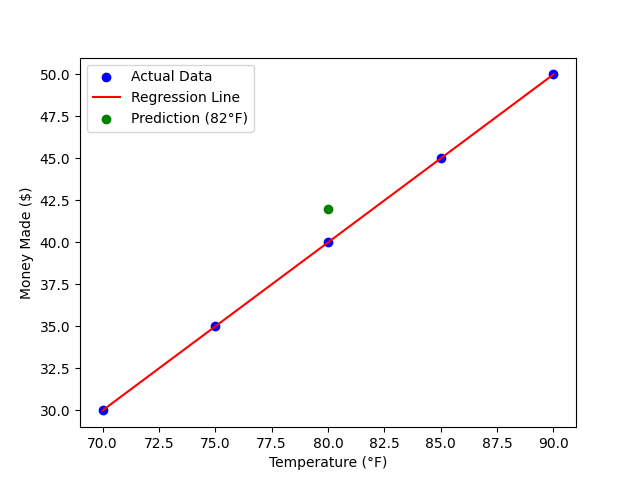 Actual Data
Regression Line
Prediction (82°F)
50.0
47.5
45.0
42.5
40.0
37.5
35.0
32.5
30.0
Money Made ($)
70.0 72.5 75.0 77.5 80.0 82.5 85.0 87.5 90.0
Temperature (°F)